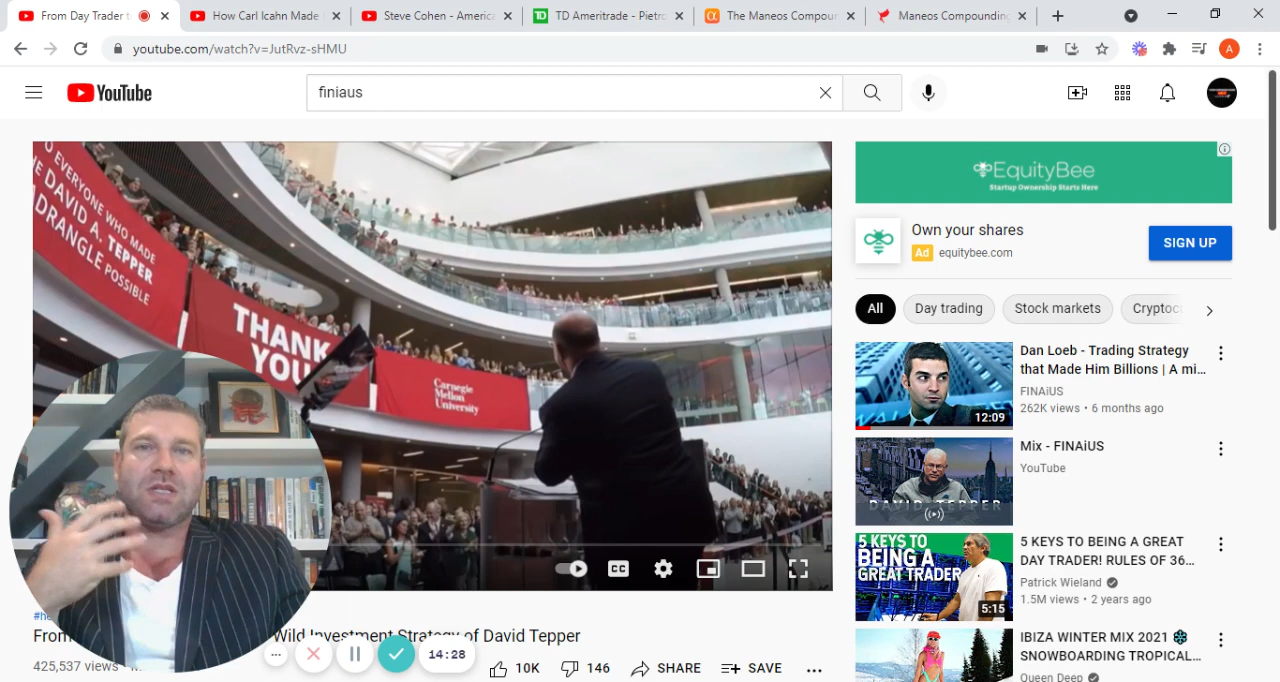 From Day Trader t
How Carl Icahn Made
Steve Cohen - America
TD Ameritrade - Pietro
The Maneos Compoun
Maneos Compounding
youtube.com/watch?v=JutRvz-sHMU
A
YouTube
finiaus
O EVERYONE WHO MADE
E DAVID A. TEPPER
DRANGLE POSSIBLE
THANK
YOU
Carnegie
Mellon
University
CC
EquityBee
Startup Ownership Starts Here
Own your shares
Ad equitybee.com
SIGN UP
All
Day trading
Stock markets
Cryptoc
Dan Loeb - Trading Strategy
that Made Him Billions | A mi...
FINAiUS
262K views • 6 months ago
12:09
Mix - FINAiUS
YouTube
DAVID TEPPER
5 KEYS TO
BEING A
GREAT TRADER
5:15
5 KEYS TO BEING A GREAT
DAY TRADER! RULES OF 36...
Patrick Wieland
1.5M views • 2 years ago
IBIZA WINTER MIX 2021
SNOWBOARDING TROPICAL...
Queen Deep
#he
From
Wild Investment Strategy of David Tepper
425,537 views
14:28
10K
146
SHARE
SAVE